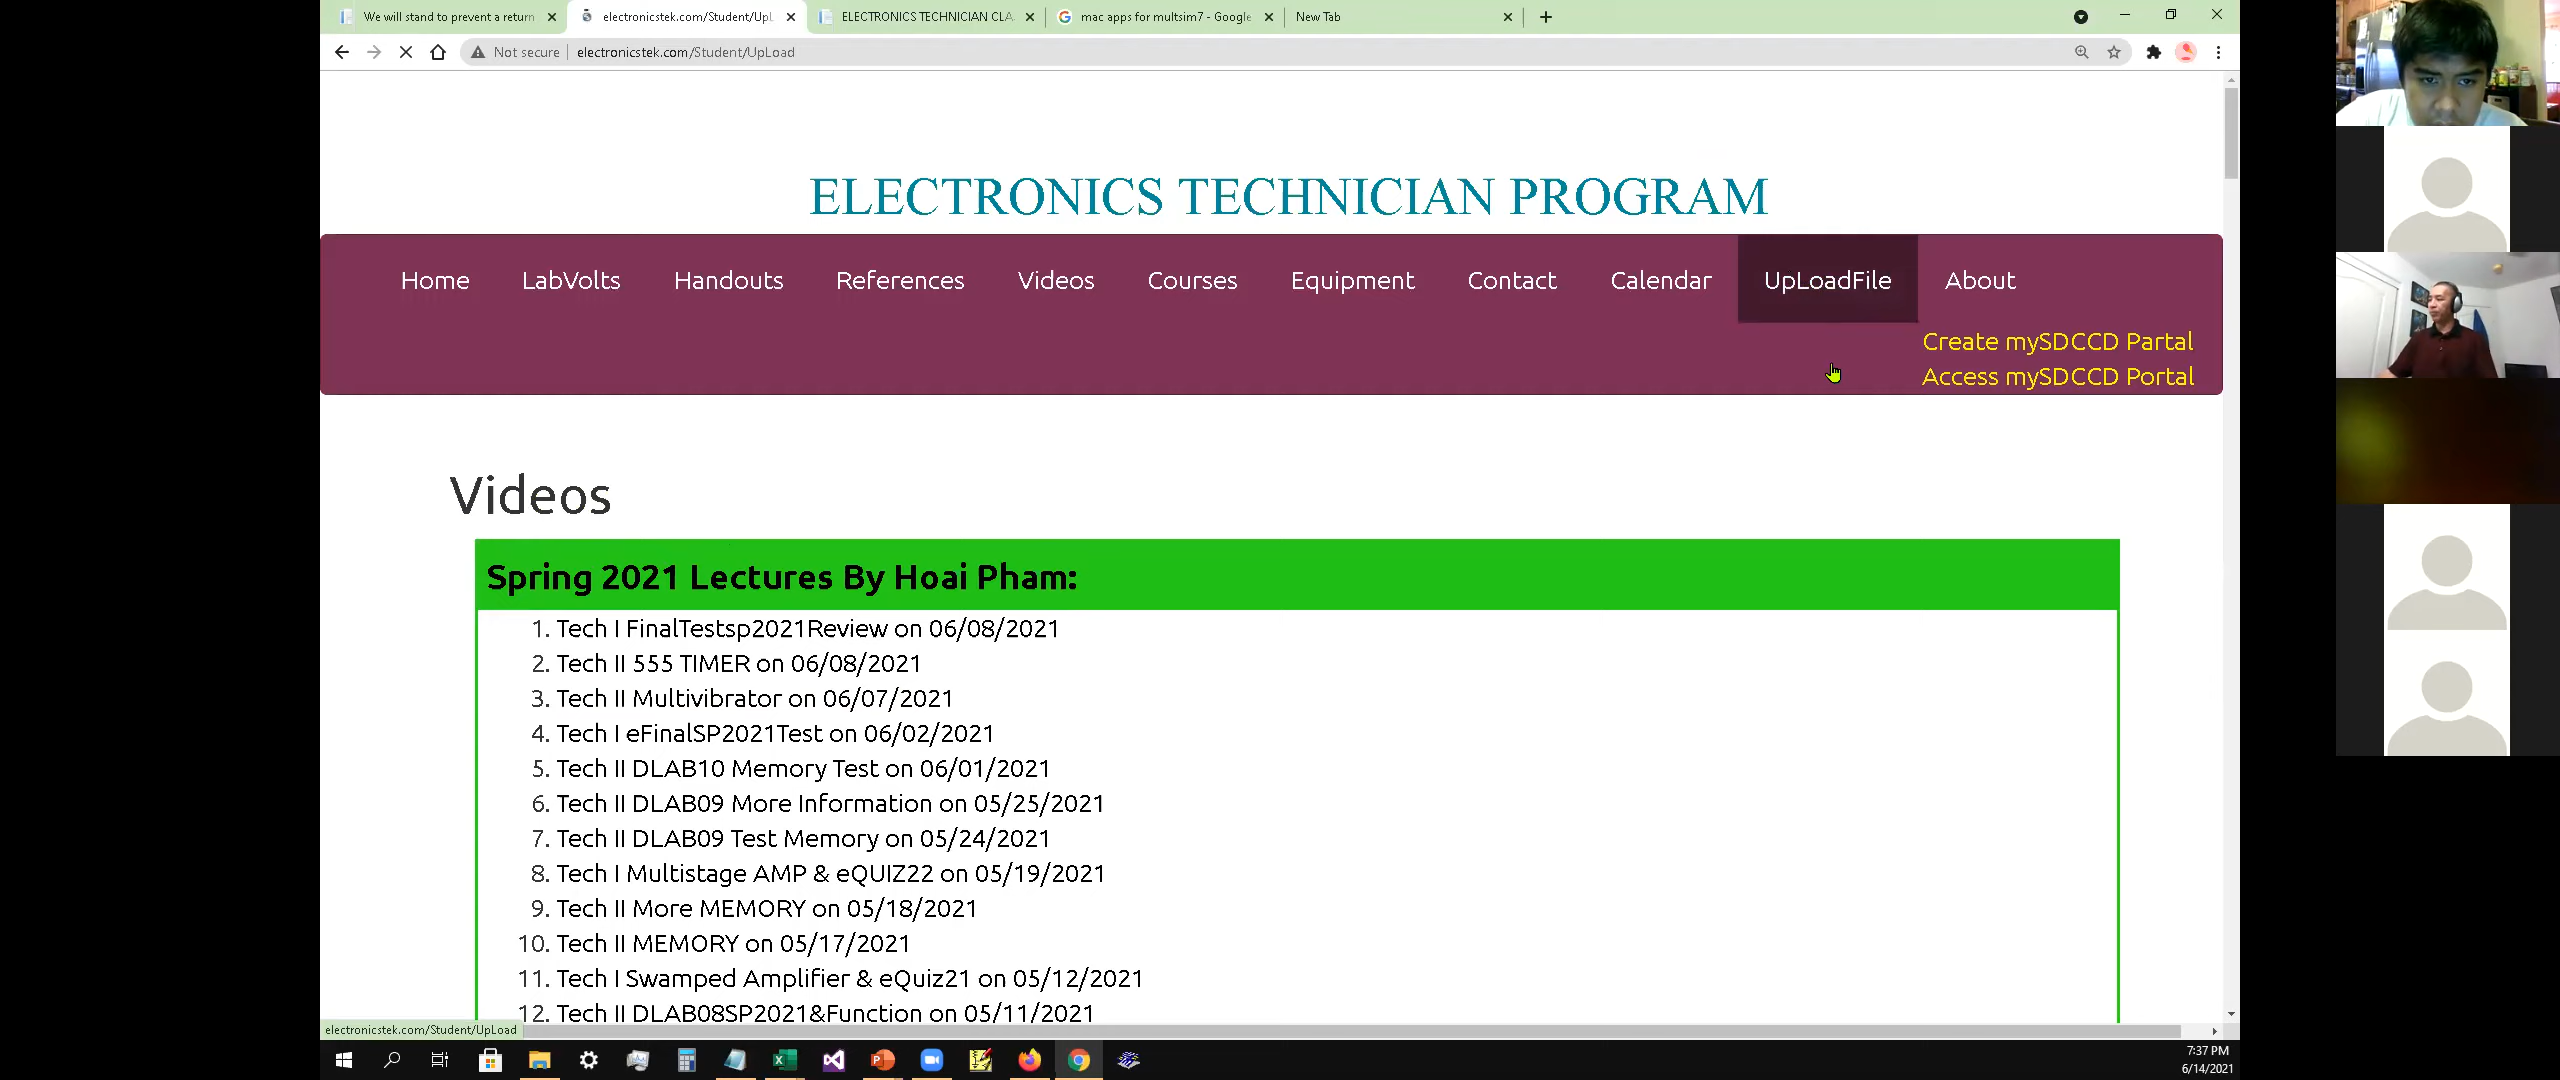 We will stand to prevent a return
electronicstek.com/Student/UpL
ELECTRONICS TECHNICIAN CLA
mac apps for multsim7 - Google
New Tab
Not secure
electronicstek.com/Student/UpLoad
ELECTRONICS TECHNICIAN PROGRAM
Home LabVolts Handouts References Videos Courses Equipment Contact Calendar UpLoadFile About
Create mySDCCD Partal
Access mySDCCD Portal
Videos
Spring 2021 Lectures By Hoai Pham:
1. Tech I FinalTestsp2021Review on 06/08/2021
2. Tech II 555 TIMER on 06/08/2021
3. Tech II Multivibrator on 06/07/2021
4. Tech I eFinalSP2021Test on 06/02/2021
5. Tech II DLAB10 Memory Test on 06/01/2021
6. Tech II DLAB09 More Information on 05/25/2021
7. Tech II DLAB09 Test Memory on 05/24/2021
8. Tech I Multistage AMP & eQUIZ22 on 05/19/2021
9. Tech II More MEMORY on 05/18/2021
10. Tech II MEMORY on 05/17/2021
11. Tech I Swamped Amplifier & eQuiz21 on 05/12/2021
12. Tech II DLAB08SP2021&Function on 05/11/2021
electronicstek.com/Student/UpLoad
7:37 PM
6/14/2021